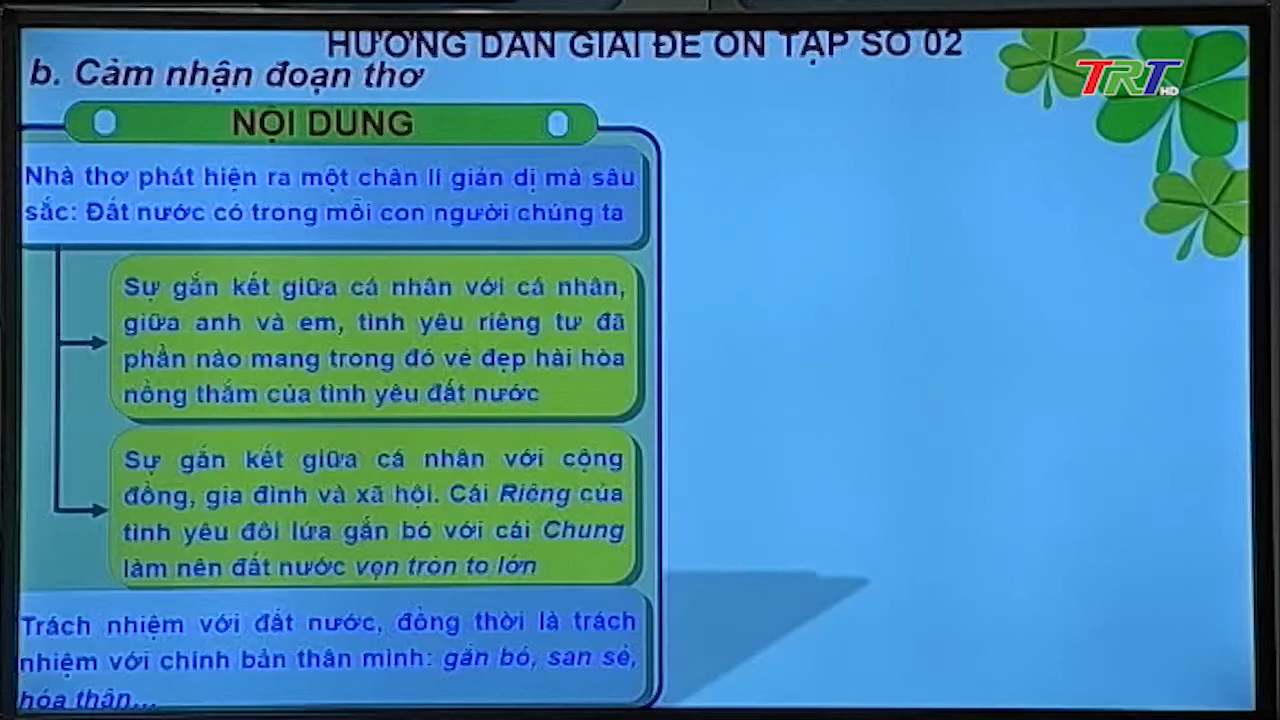 HƯỚNG DẪN GIẢI ĐỀ ÔN TẬP SỐ 02
TRT
HD
b. Cảm nhận đoạn thơ
NỘI DUNG
Nhà thơ phát hiện ra một chân lí giản dị mà sâu
sắc: Đất nước có trong mỗi con người chúng ta
Sự gắn kết giữa cá nhân với cá nhân,
giữa anh và em, tình yêu riêng tư đã
phần nào mang trong đó vẻ đẹp hài hòa
nồng thắm của tình yêu đất nước
Sự gắn kết giữa cá nhân với cộng
đồng, gia đình và xã hội. Cái Riêng của
tình yêu đôi lứa gắn bó với cái Chung
làm nên đất nước vẹn tròn to lớn
Trách nhiệm với đất nước, đồng thời là trách
nhiệm với chính bản thân mình: gắn bó, san sẻ,
hóa thân...